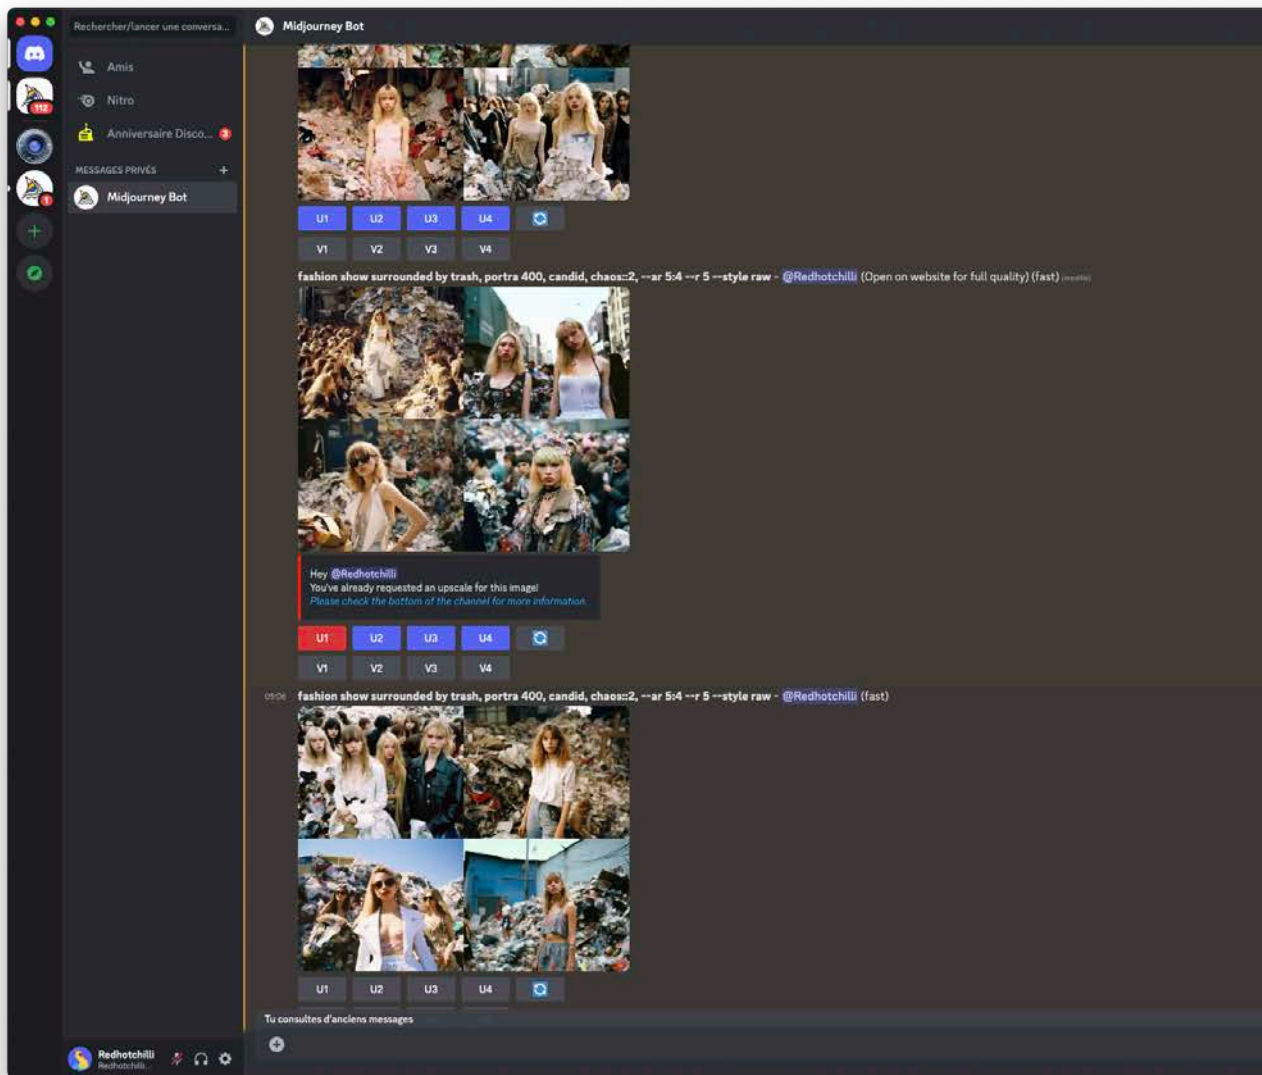 Rechercher/lancer une conversa...
Midjourney Bot
Amis
112
Nitro
Anniversaire Disco... 3
MESSAGES PRIVÉS +
1
Midjourney Bot
U1 U2 U3 U4
V1 V2 V3 V4
fashion show surrounded by trash, portra 400, candid, chaos::2, --ar 5:4 --r 5 --style raw - @Redhotchilli (Open on website for full quality) (fast) (modifié)
Hey @Redhotchilli
You've already requested an upscale for this image!
Please check the bottom of the channel for more information.
U1 U2 U3 U4
V1 V2 V3 V4
05:06 fashion show surrounded by trash, portra 400, candid, chaos::2, --ar 5:4 --r 5 --style raw - @Redhotchilli (fast)
U1 U2 U3 U4
Tu consultes d'anciens messages
Redhotchilli
Redhotchilli...